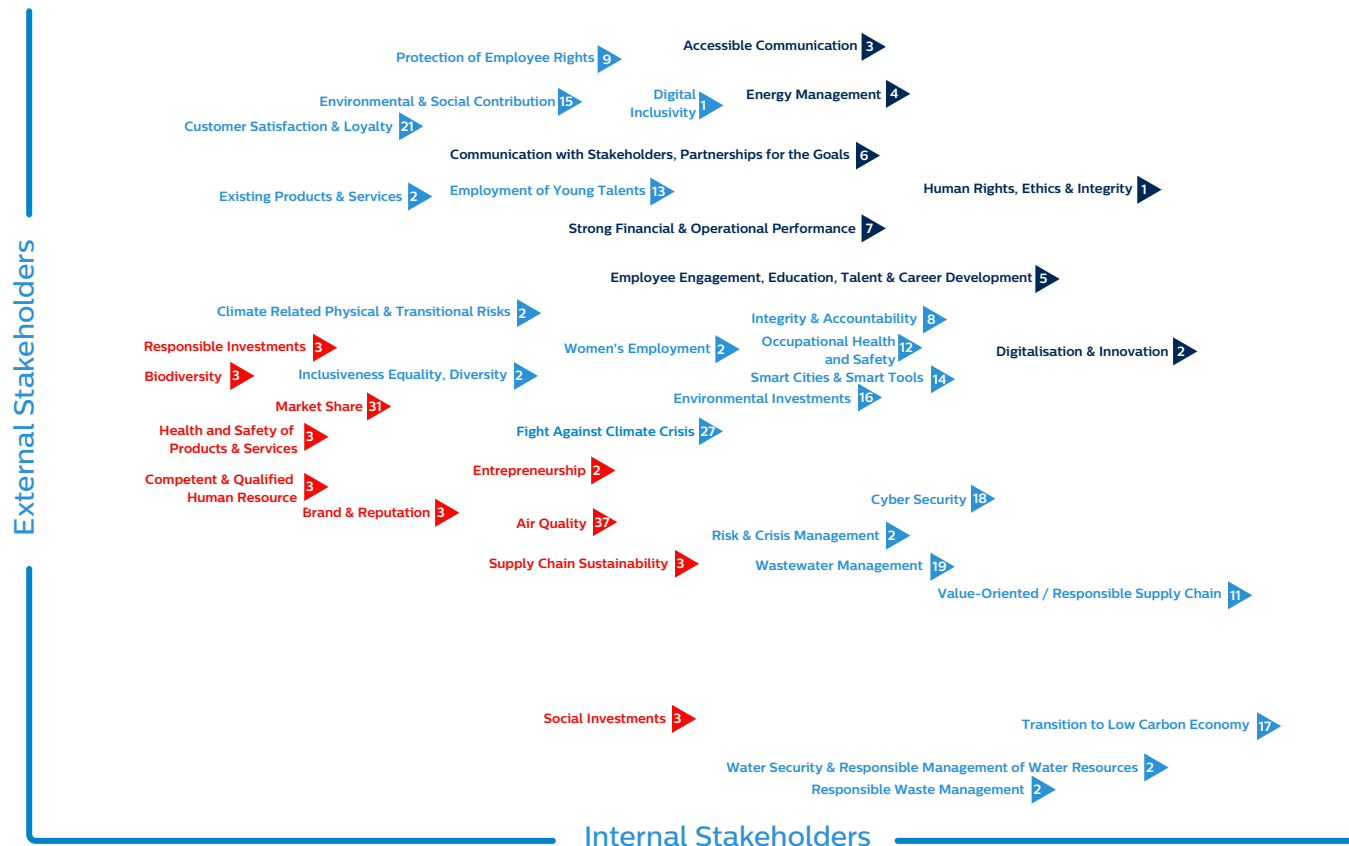 Accessible Communication 3
Protection of Employee Rights 9
Energy Management 4
Digital
Inclusivity 1
Environmental & Social Contribution 15
Customer Satisfaction & Loyalty 21
Communication with Stakeholders, Partnerships for the Goals 6
Human Rights, Ethics & Integrity 1
Employment of Young Talents 13
Existing Products & Services 2
Strong Financial & Operational Performance 7
Employee Engagement, Education, Talent & Career Development 5
Climate Related Physical & Transitional Risks 2
Integrity & Accountability 8
Responsible Investments 3
Women's Employment 2
Occupational Health
and Safety 12
Digitalisation & Innovation 2
Biodiversity 3
Inclusiveness Equality, Diversity 2
Smart Cities & Smart Tools 14
Environmental Investments 16
Market Share 31
Health and Safety of
Products & Services 3
Fight Against Climate Crisis 27
Entrepreneurship 2
Competent & Qualified
Human Resource 3
Cyber Security 18
Brand & Reputation 3
Air Quality 37
Risk & Crisis Management 2
Supply Chain Sustainability 3
Wastewater Management 19
Value-Oriented / Responsible Supply Chain 11
Social Investments 3
Transition to Low Carbon Economy 17
Water Security & Responsible Management of Water Resources 2
Responsible Waste Management 2
External Stakeholders
Internal Stakeholders